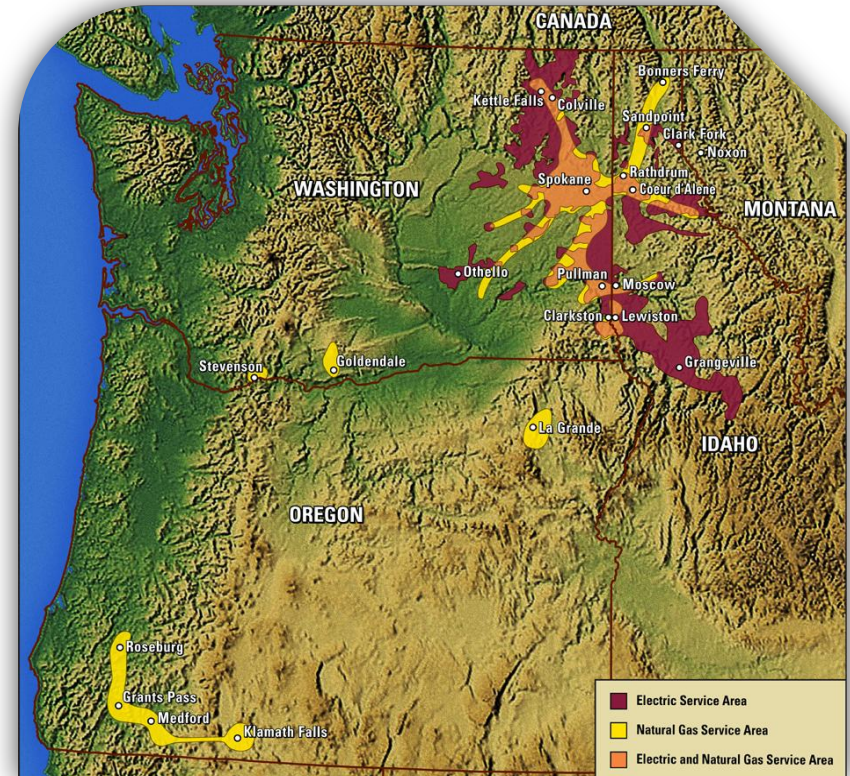 CANADA
Bonners Ferry
Kettle Falls
Colville
Sandpoint
Clark Fork
Noxon
WASHINGTON
Spokane
Rathdrum
Coeur d'Alene
MONTANA
Othello
Pullman
Moscow
Clarkston
Lewiston
Stevenson
Goldendale
Grangeville
La Grande
IDAHO
OREGON
Roseburg
Grants Pass
Medford
Klamath Falls
Electric Service Area
Natural Gas Service Area
Electric and Natural Gas Service Area